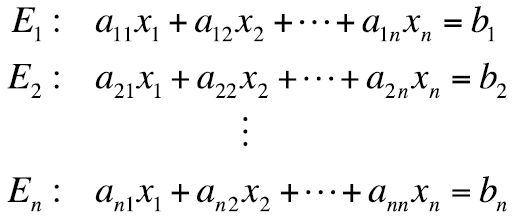 E₁: a₁₁x₁ + a₁₂x₂ + ⋯ + a₁ₙxₙ = b₁
E₂: a₂₁x₁ + a₂₂x₂ + ⋯ + a₂ₙxₙ = b₂
⋮
Eₙ: aₙ₁x₁ + aₙ₂x₂ + ⋯ + aₙₙxₙ = bₙ